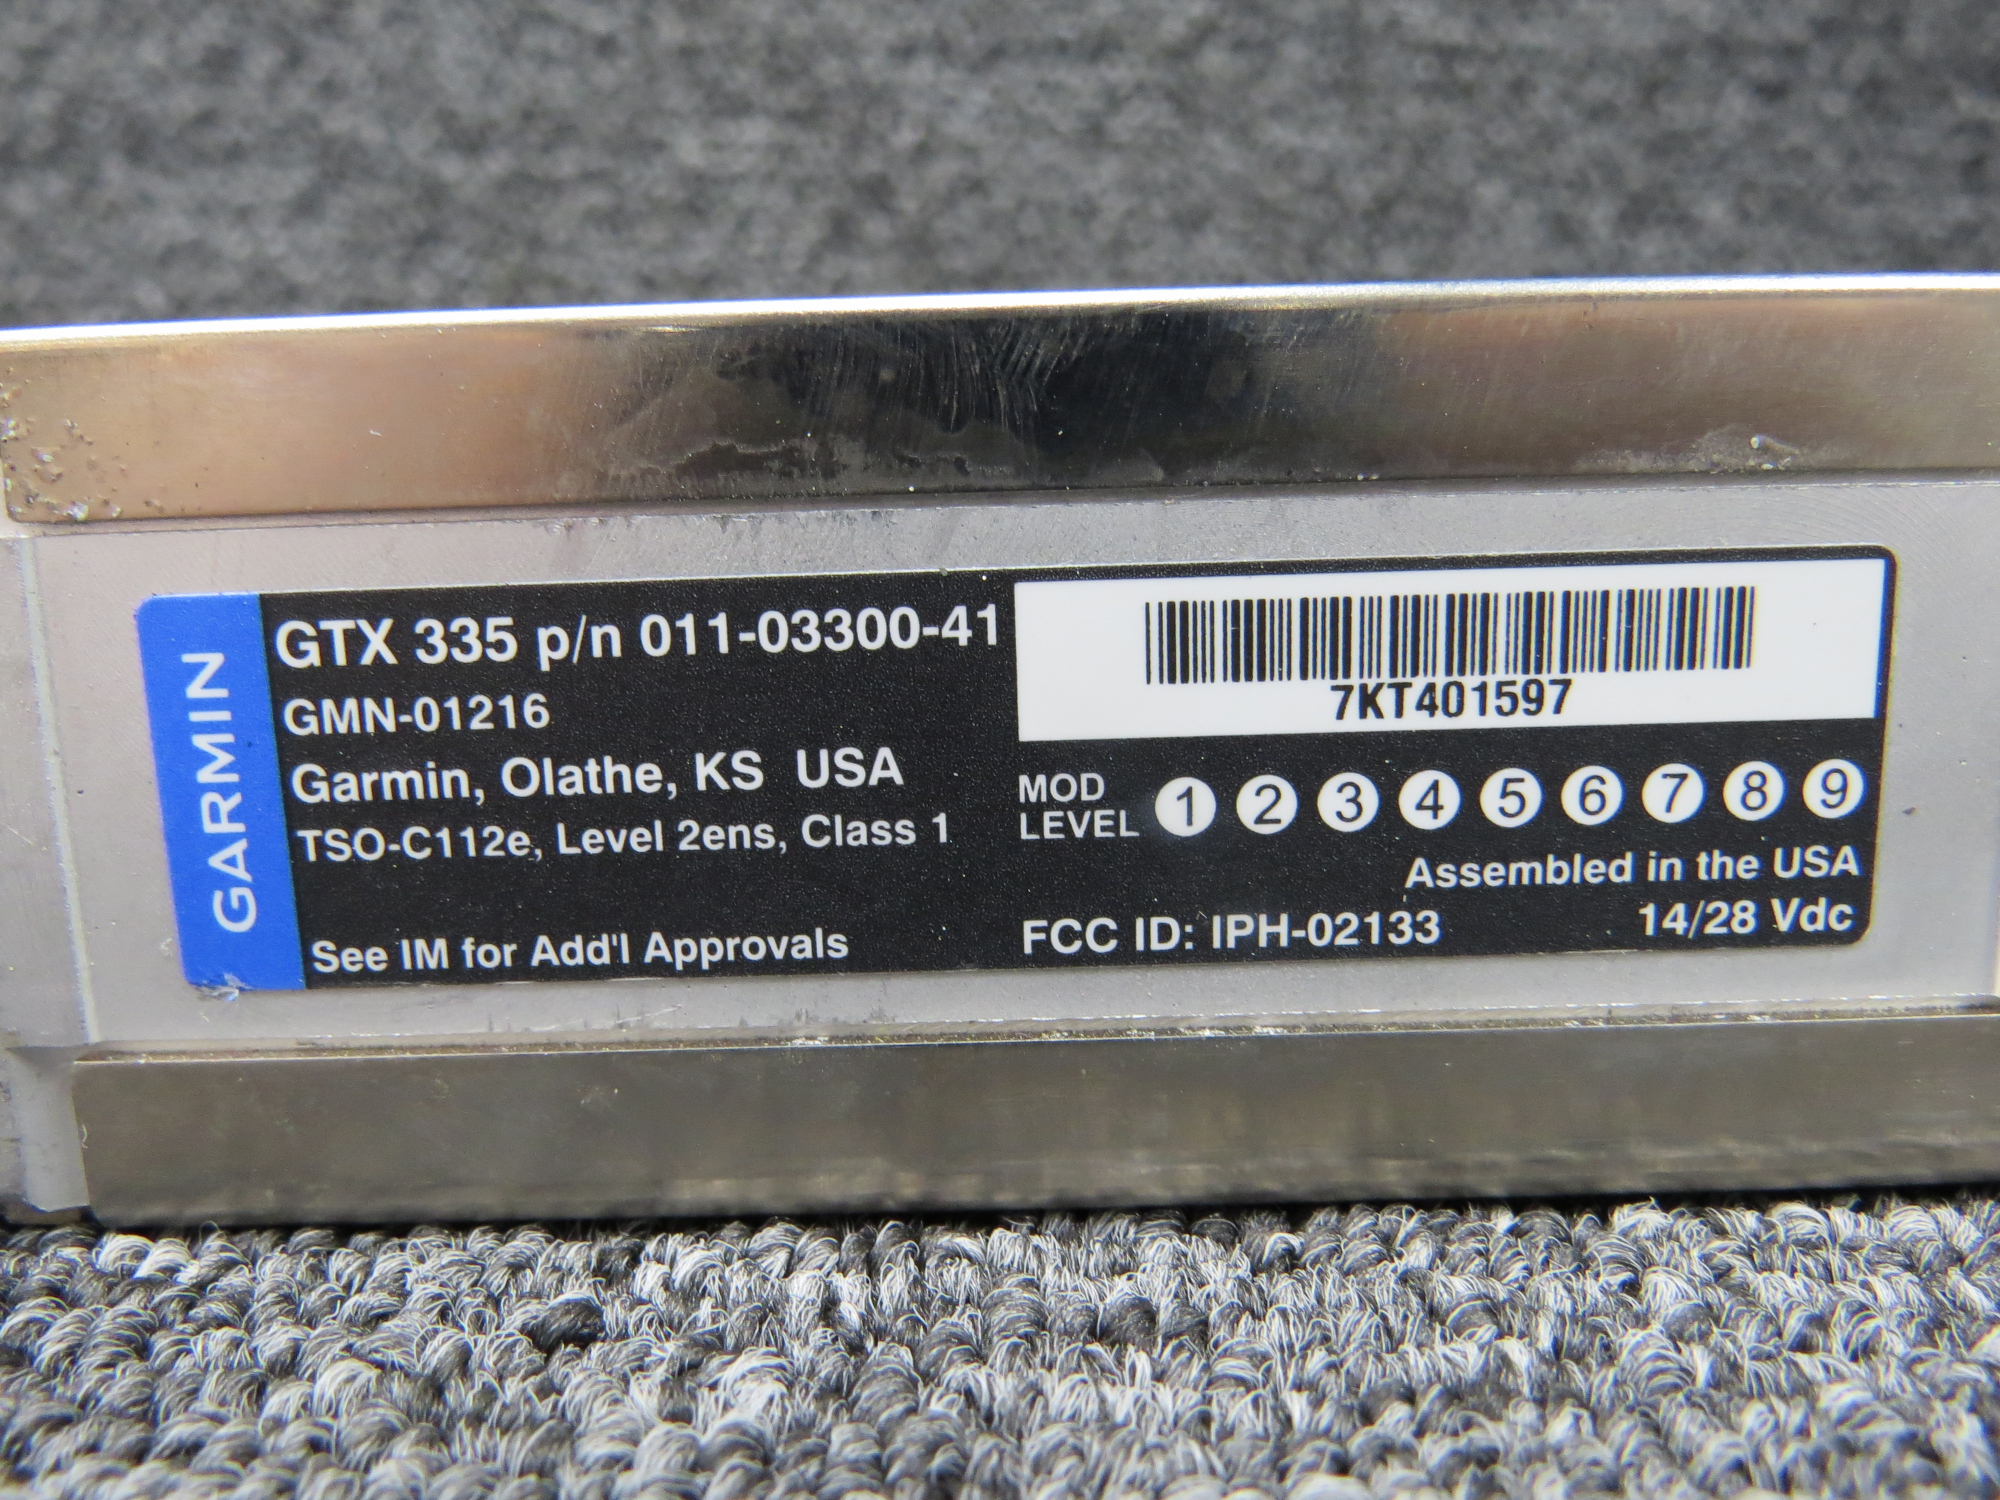 GARMIN
GTX 335 p/n 011-03300-41
GMN-01216
Garmin, Olathe, KS USA
TSO-C112e, Level 2ens, Class 1
See IM for Add'l Approvals
7KT401597
MOD LEVEL 1 2 3 4 5 6 7 8 9
Assembled in the USA
FCC ID: IPH-02133 14/28 Vdc